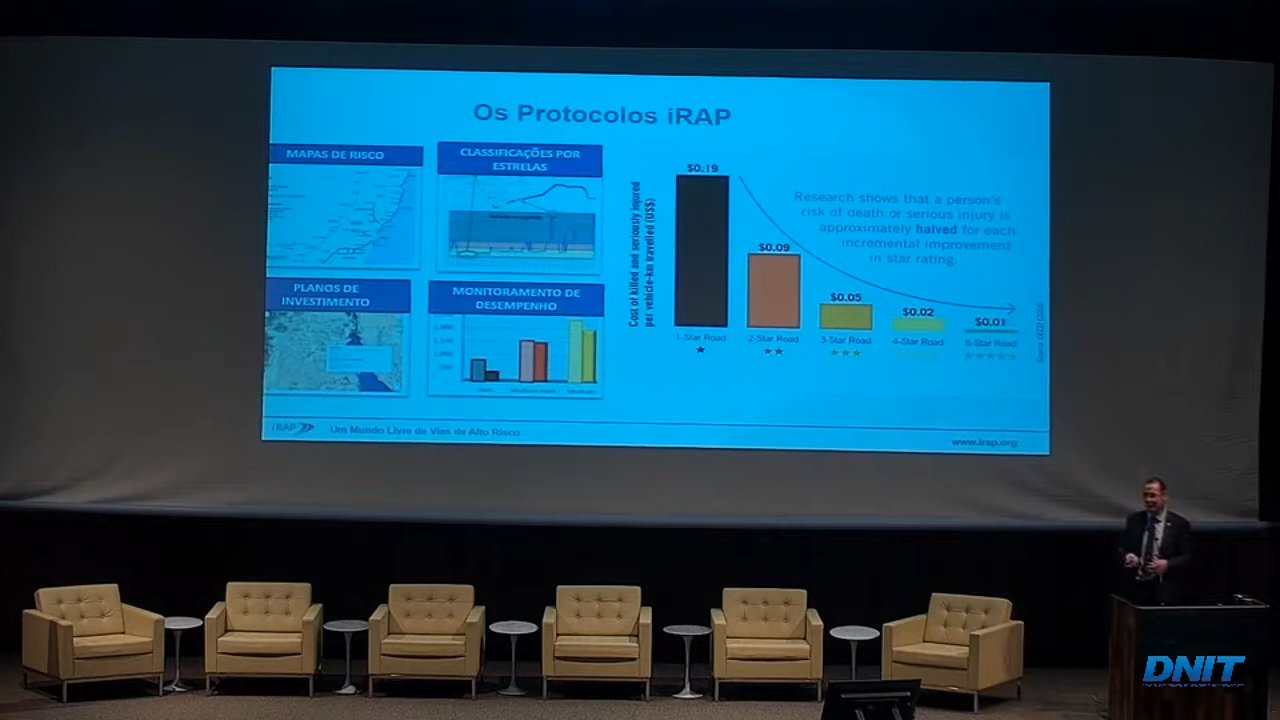 Os Protocolos iRAP
MAPAS DE RISCO
CLASSIFICAÇÕES POR
ESTRELAS
PLANOS DE
INVESTIMENTO
MONITORAMENTO DE
DESEMPENHO
Cost of killed and seriously injured
per vehicle-km travelled (US$)
$0.19
$0.09
$0.05
$0.02
$0.01
Research shows that a person's
risk of death or serious injury is
approximately halved for each
incremental improvement
in star rating.
1-Star Road
2-Star Road
3-Star Road
4-Star Road
5-Star Road
iRAP
Um Mundo Livre de Vias de Alto Risco
www.irap.org
DNIT